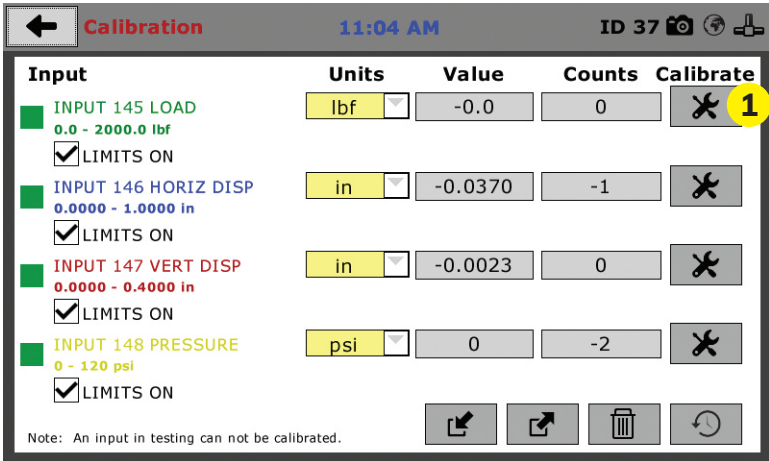 Calibration 11:04 AM ID 37
Input Units Value Counts Calibrate
INPUT 145 LOAD lbf -0.0 0 1
0.0 - 2000.0 lbf
LIMITS ON
INPUT 146 HORIZ DISP in -0.0370 -1
0.0000 - 1.0000 in
LIMITS ON
INPUT 147 VERT DISP in -0.0023 0
0.0000 - 0.4000 in
LIMITS ON
INPUT 148 PRESSURE psi 0 -2
0 - 120 psi
LIMITS ON
Note: An input in testing can not be calibrated.